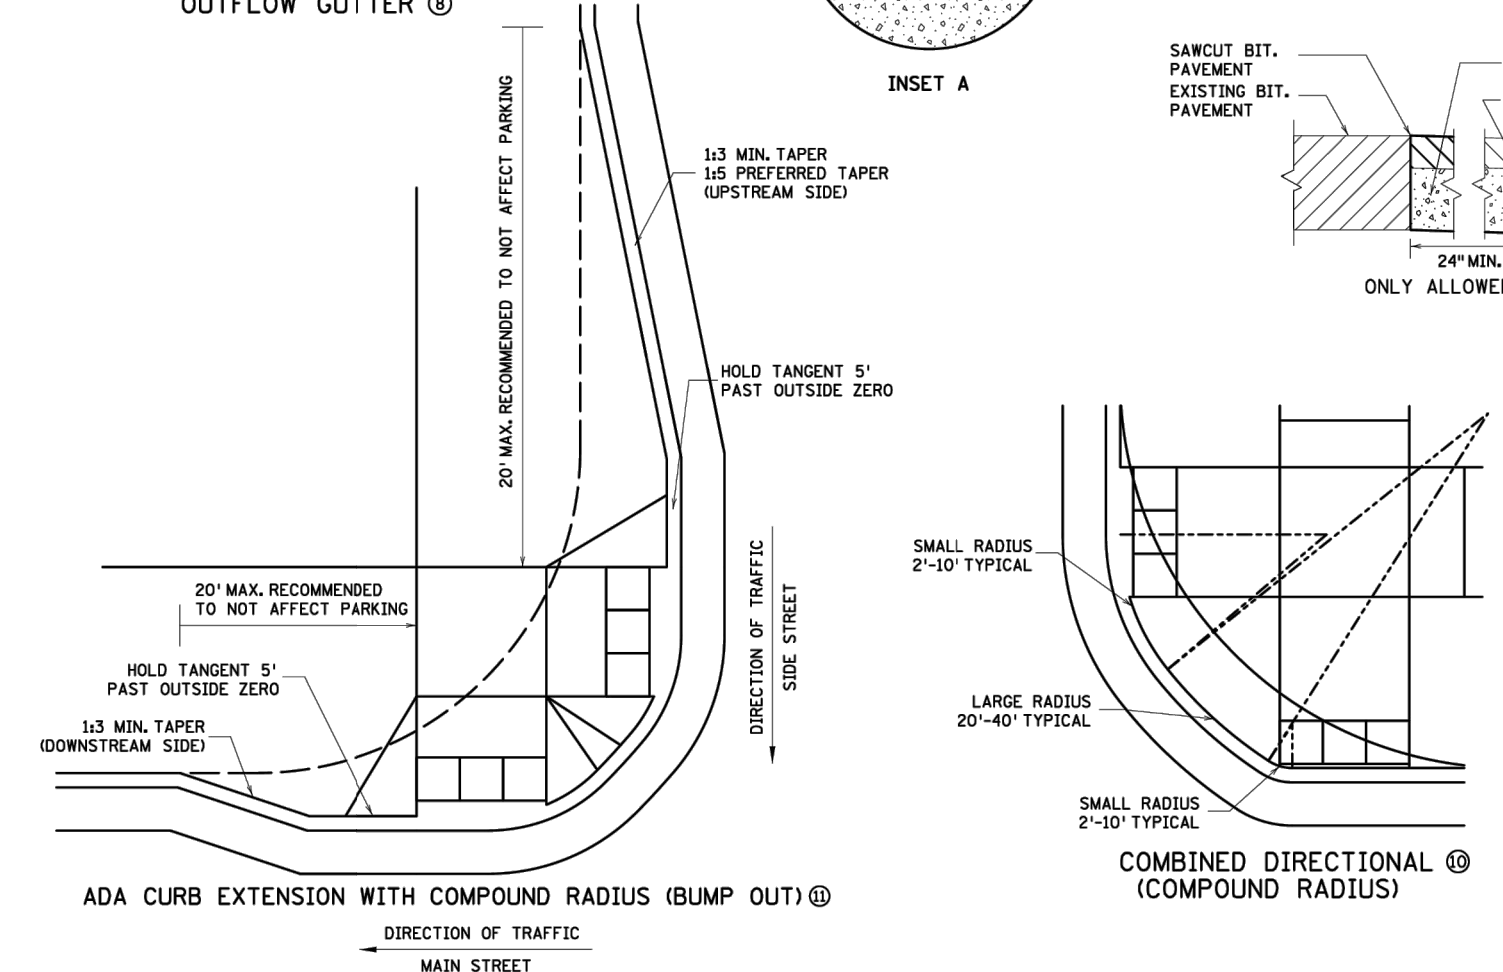 OUTFLOW GUTTER ⑧
INSET A
SAWCUT BIT.
PAVEMENT
EXISTING BIT.
PAVEMENT
24" MIN.
ONLY ALLOWED
20' MAX. RECOMMENDED TO NOT AFFECT PARKING
1:3 MIN. TAPER
1:5 PREFERRED TAPER
(UPSTREAM SIDE)
HOLD TANGENT 5'
PAST OUTSIDE ZERO
20' MAX. RECOMMENDED
TO NOT AFFECT PARKING
HOLD TANGENT 5'
PAST OUTSIDE ZERO
1:3 MIN. TAPER
(DOWNSTREAM SIDE)
DIRECTION OF TRAFFIC
SIDE STREET
ADA CURB EXTENSION WITH COMPOUND RADIUS (BUMP OUT) ⑪
DIRECTION OF TRAFFIC
MAIN STREET
SMALL RADIUS
2'-10' TYPICAL
LARGE RADIUS
20'-40' TYPICAL
SMALL RADIUS
2'-10' TYPICAL
COMBINED DIRECTIONAL ⑩
(COMPOUND RADIUS)